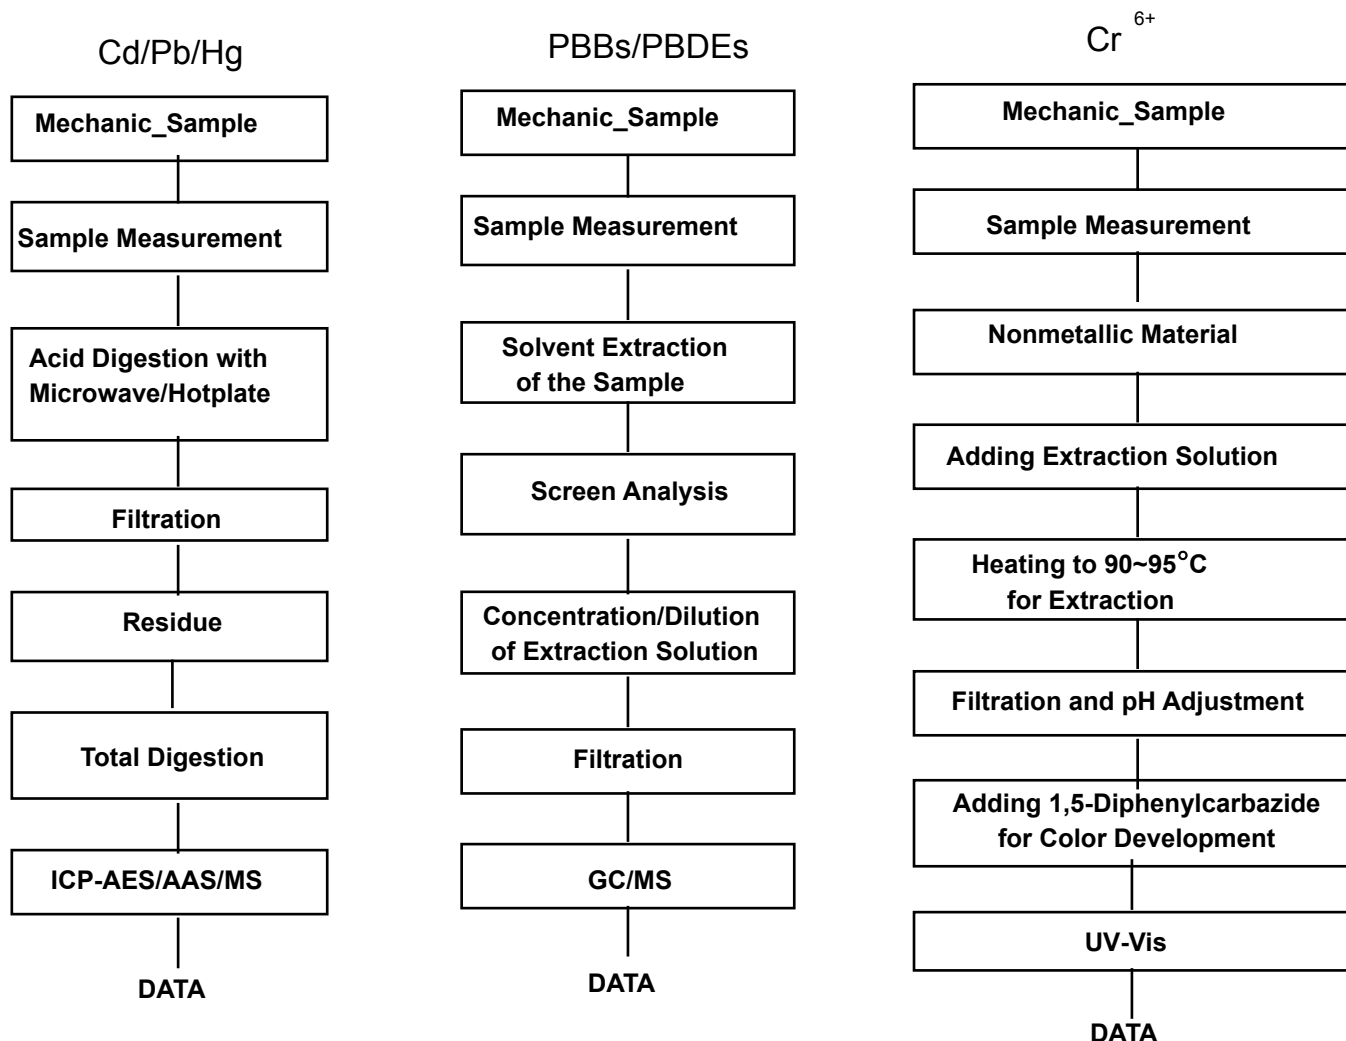 Cd/Pb/Hg
Mechanic_Sample
Sample Measurement
Acid Digestion with
Microwave/Hotplate
Filtration
Residue
Total Digestion
ICP-AES/AAS/MS
DATA
PBBs/PBDEs
Mechanic_Sample
Sample Measurement
Solvent Extraction
of the Sample
Screen Analysis
Concentration/Dilution
of Extraction Solution
Filtration
GC/MS
DATA
Cr 6+
Mechanic_Sample
Sample Measurement
Nonmetallic Material
Adding Extraction Solution
Heating to 90~95°C
for Extraction
Filtration and pH Adjustment
Adding 1,5-Diphenylcarbazide
for Color Development
UV-Vis
DATA